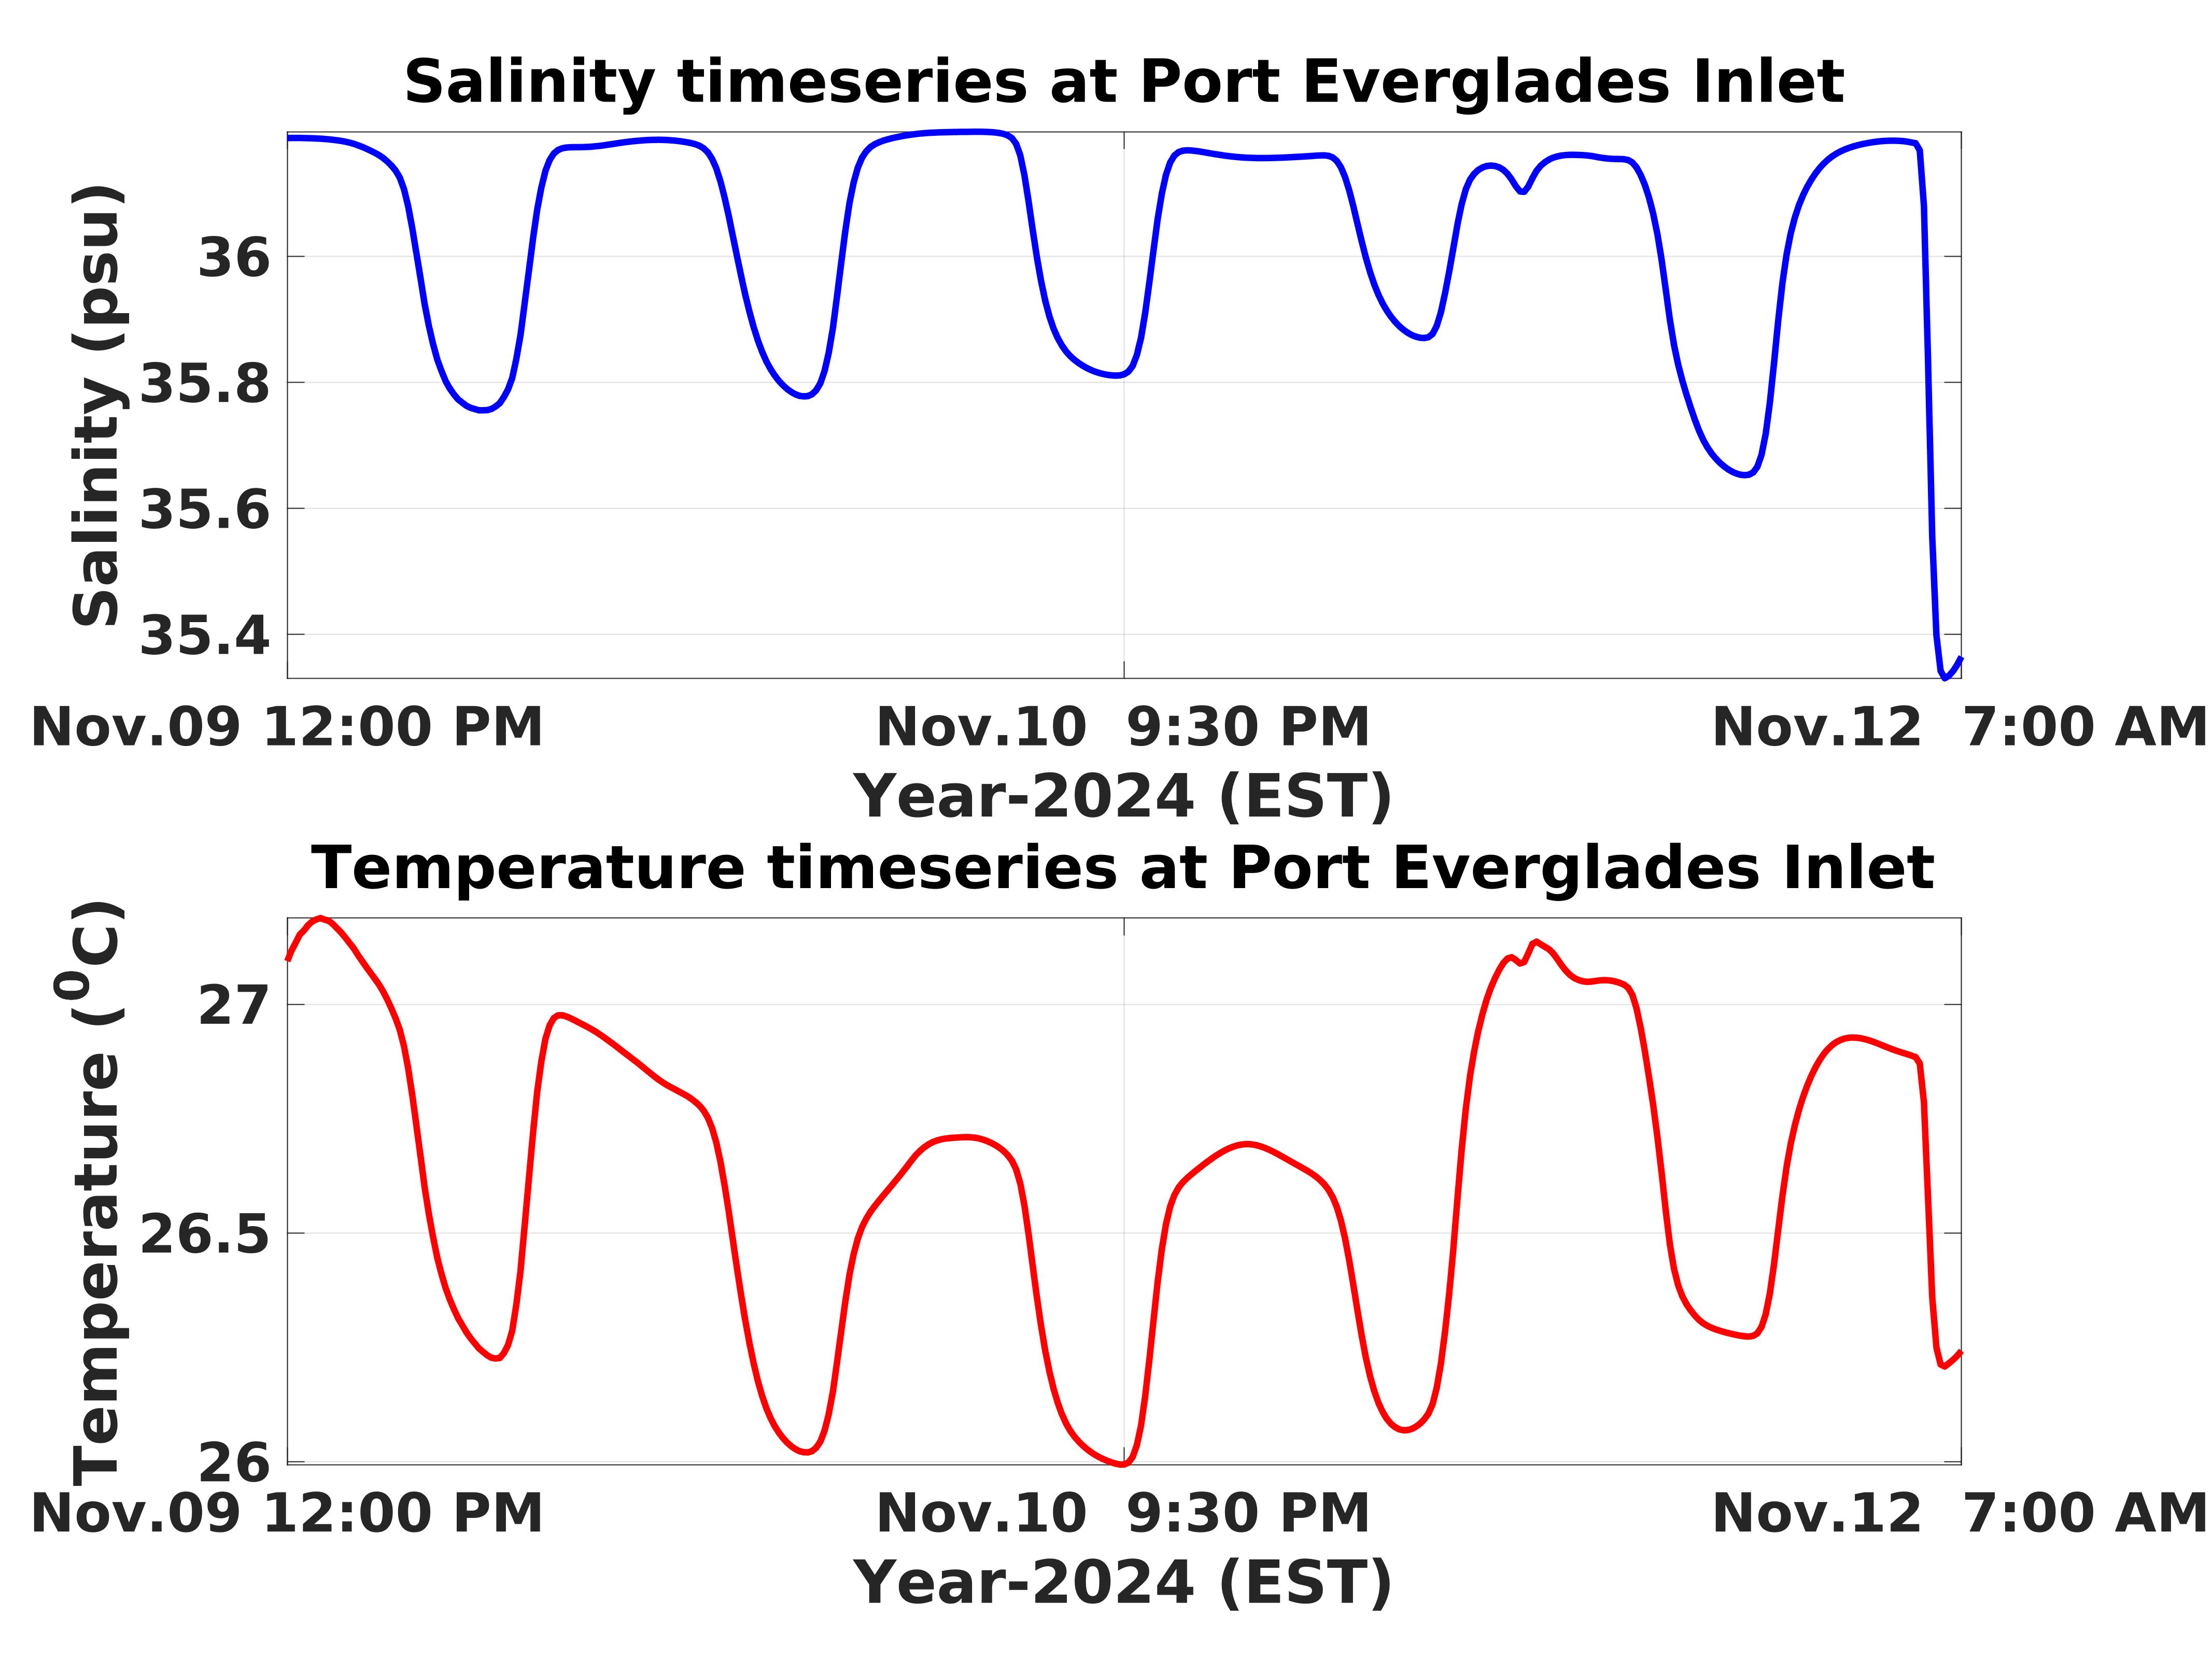 Salinity timeseries at Port Everglades Inlet
Salinity (psu)
36
35.8
35.6
35.4
Nov.09 12:00 PM
Nov.10  9:30 PM
Nov.12  7:00 AM
Year-2024 (EST)
Temperature timeseries at Port Everglades Inlet
Temperature (⁰C)
27
26.5
26
Nov.09 12:00 PM
Nov.10  9:30 PM
Nov.12  7:00 AM
Year-2024 (EST)